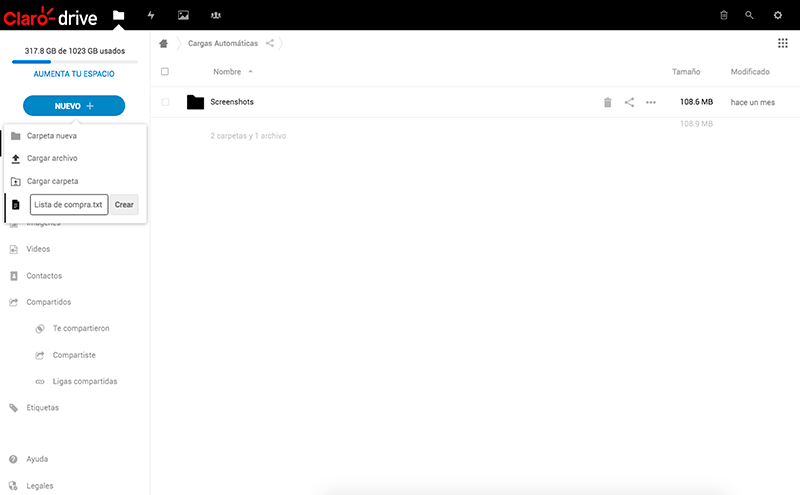 Claro-drive
317.8 GB de 1023 GB usados
AUMENTA TU ESPACIO
NUEVO +
Carpeta nueva
Cargar archivo
Cargar carpeta
Lista de compra.txt Crear
Imágenes
Videos
Contactos
Compartidos
Te compartieron
Compartiste
Ligas compartidas
Etiquetas
Ayuda
Legales
Cargas Automáticas
Nombre Tamaño Modificado
Screenshots 108.6 MB hace un mes
2 carpetas y 1 archivo 108.9 MB